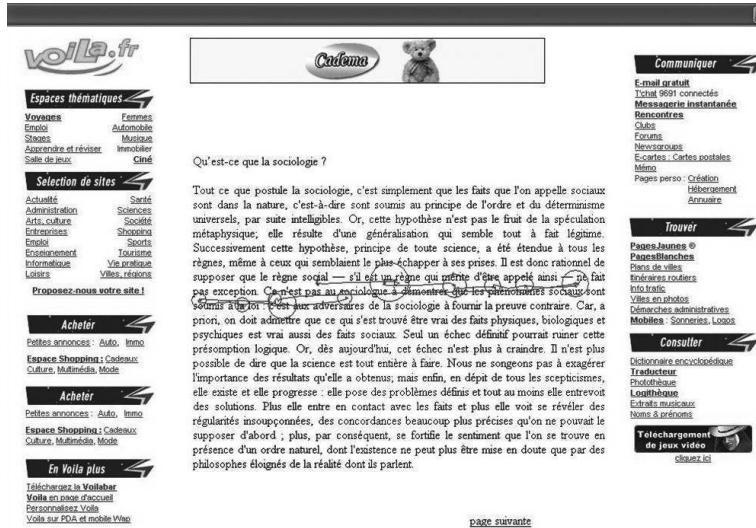 voila.fr
Cadema
Espaces thématiques
Voyages Femmes
Emploi Automobile
Stages Musique
Apprendre et réviser Immobilier
Salle de jeux Ciné
Sélection de sites
Actualité Santé
Administration Sciences
Arts, culture Société
Entreprises Shopping
Emploi Sports
Enseignement Tourisme
Informatique Vie pratique
Loisirs Villes, régions
Proposez-nous votre site !
Acheter
Petites annonces : Auto, Immo
Espace Shopping : Cadeaux
Culture, Multimédia, Mode
Acheter
Petites annonces : Auto, Immo
Espace Shopping : Cadeaux
Culture, Multimédia, Mode
En Voila plus
Téléchargez la Voilabar
Voila en page d'accueil
Personnalisez Voila
Voila sur PDA et mobile Wap
Qu'est-ce que la sociologie ?
Tout ce que postule la sociologie, c'est simplement que les faits que l'on appelle sociaux
sont dans la nature, c'est-à-dire sont soumis au principe de l'ordre et du déterminisme
universels, par suite intelligibles. Or, cette hypothèse n'est pas le fruit de la spéculation
métaphysique; elle résulte d'une généralisation qui semble tout à fait légitime.
Successivement cette hypothèse, principe de toute science, a été étendue à tous les
règnes, même à ceux qui semblaient le plus échapper à ses prises. Il est donc rationnel de
supposer que le règne social — s'il est un règne qui mérite d'être appelé ainsi — ne fait
pas exception. Ce n'est pas au sociologue à démontrer que les phénomènes sociaux sont
soumis à la loi : c'est aux adversaires de la sociologie à fournir la preuve contraire. Car, a
priori, on doit admettre que ce qui s'est trouvé être vrai des faits physiques, biologiques et
psychiques est vrai aussi des faits sociaux. Seul un échec définitif pourrait ruiner cette
présomption logique. Or, dès aujourd'hui, cet échec n'est plus à craindre. Il n'est plus
possible de dire que la science est tout entière à faire. Nous ne songeons pas à exagérer
l'importance des résultats qu'elle a obtenus; mais enfin, en dépit de tous les scepticismes,
elle existe et elle progresse : elle pose des problèmes définis et tout au moins elle entrevoit
des solutions. Plus elle entre en contact avec les faits et plus elle voit se révéler des
régularités insoupçonnées, des concordances beaucoup plus précises qu'on ne pouvait le
supposer d'abord ; plus, par conséquent, se fortifie le sentiment que l'on se trouve en
présence d'un ordre naturel, dont l'existence ne peut plus être mise en doute que par des
philosophes éloignés de la réalité dont ils parlent.
page suivante
Communiquer
E-mail gratuit
T'chat 9691 connectés
Messagerie instantanée
Rencontres
Clubs
Forums
Newsgroups
E-cartes : Cartes postales
Mémo
Pages perso : Création
Hébergement
Annuaire
Trouver
PagesJaunes ®
PagesBlanches
Plans de villes
Itinéraires routiers
Info trafic
Villes en photos
Démarches administratives
Mobiles : Sonneries, Logos
Consulter
Dictionnaire encyclopédique
Traducteur
Photothèque
Logithèque
Extraits musicaux
Noms & prénoms
Téléchargement
de jeux vidéo
cliquez ici